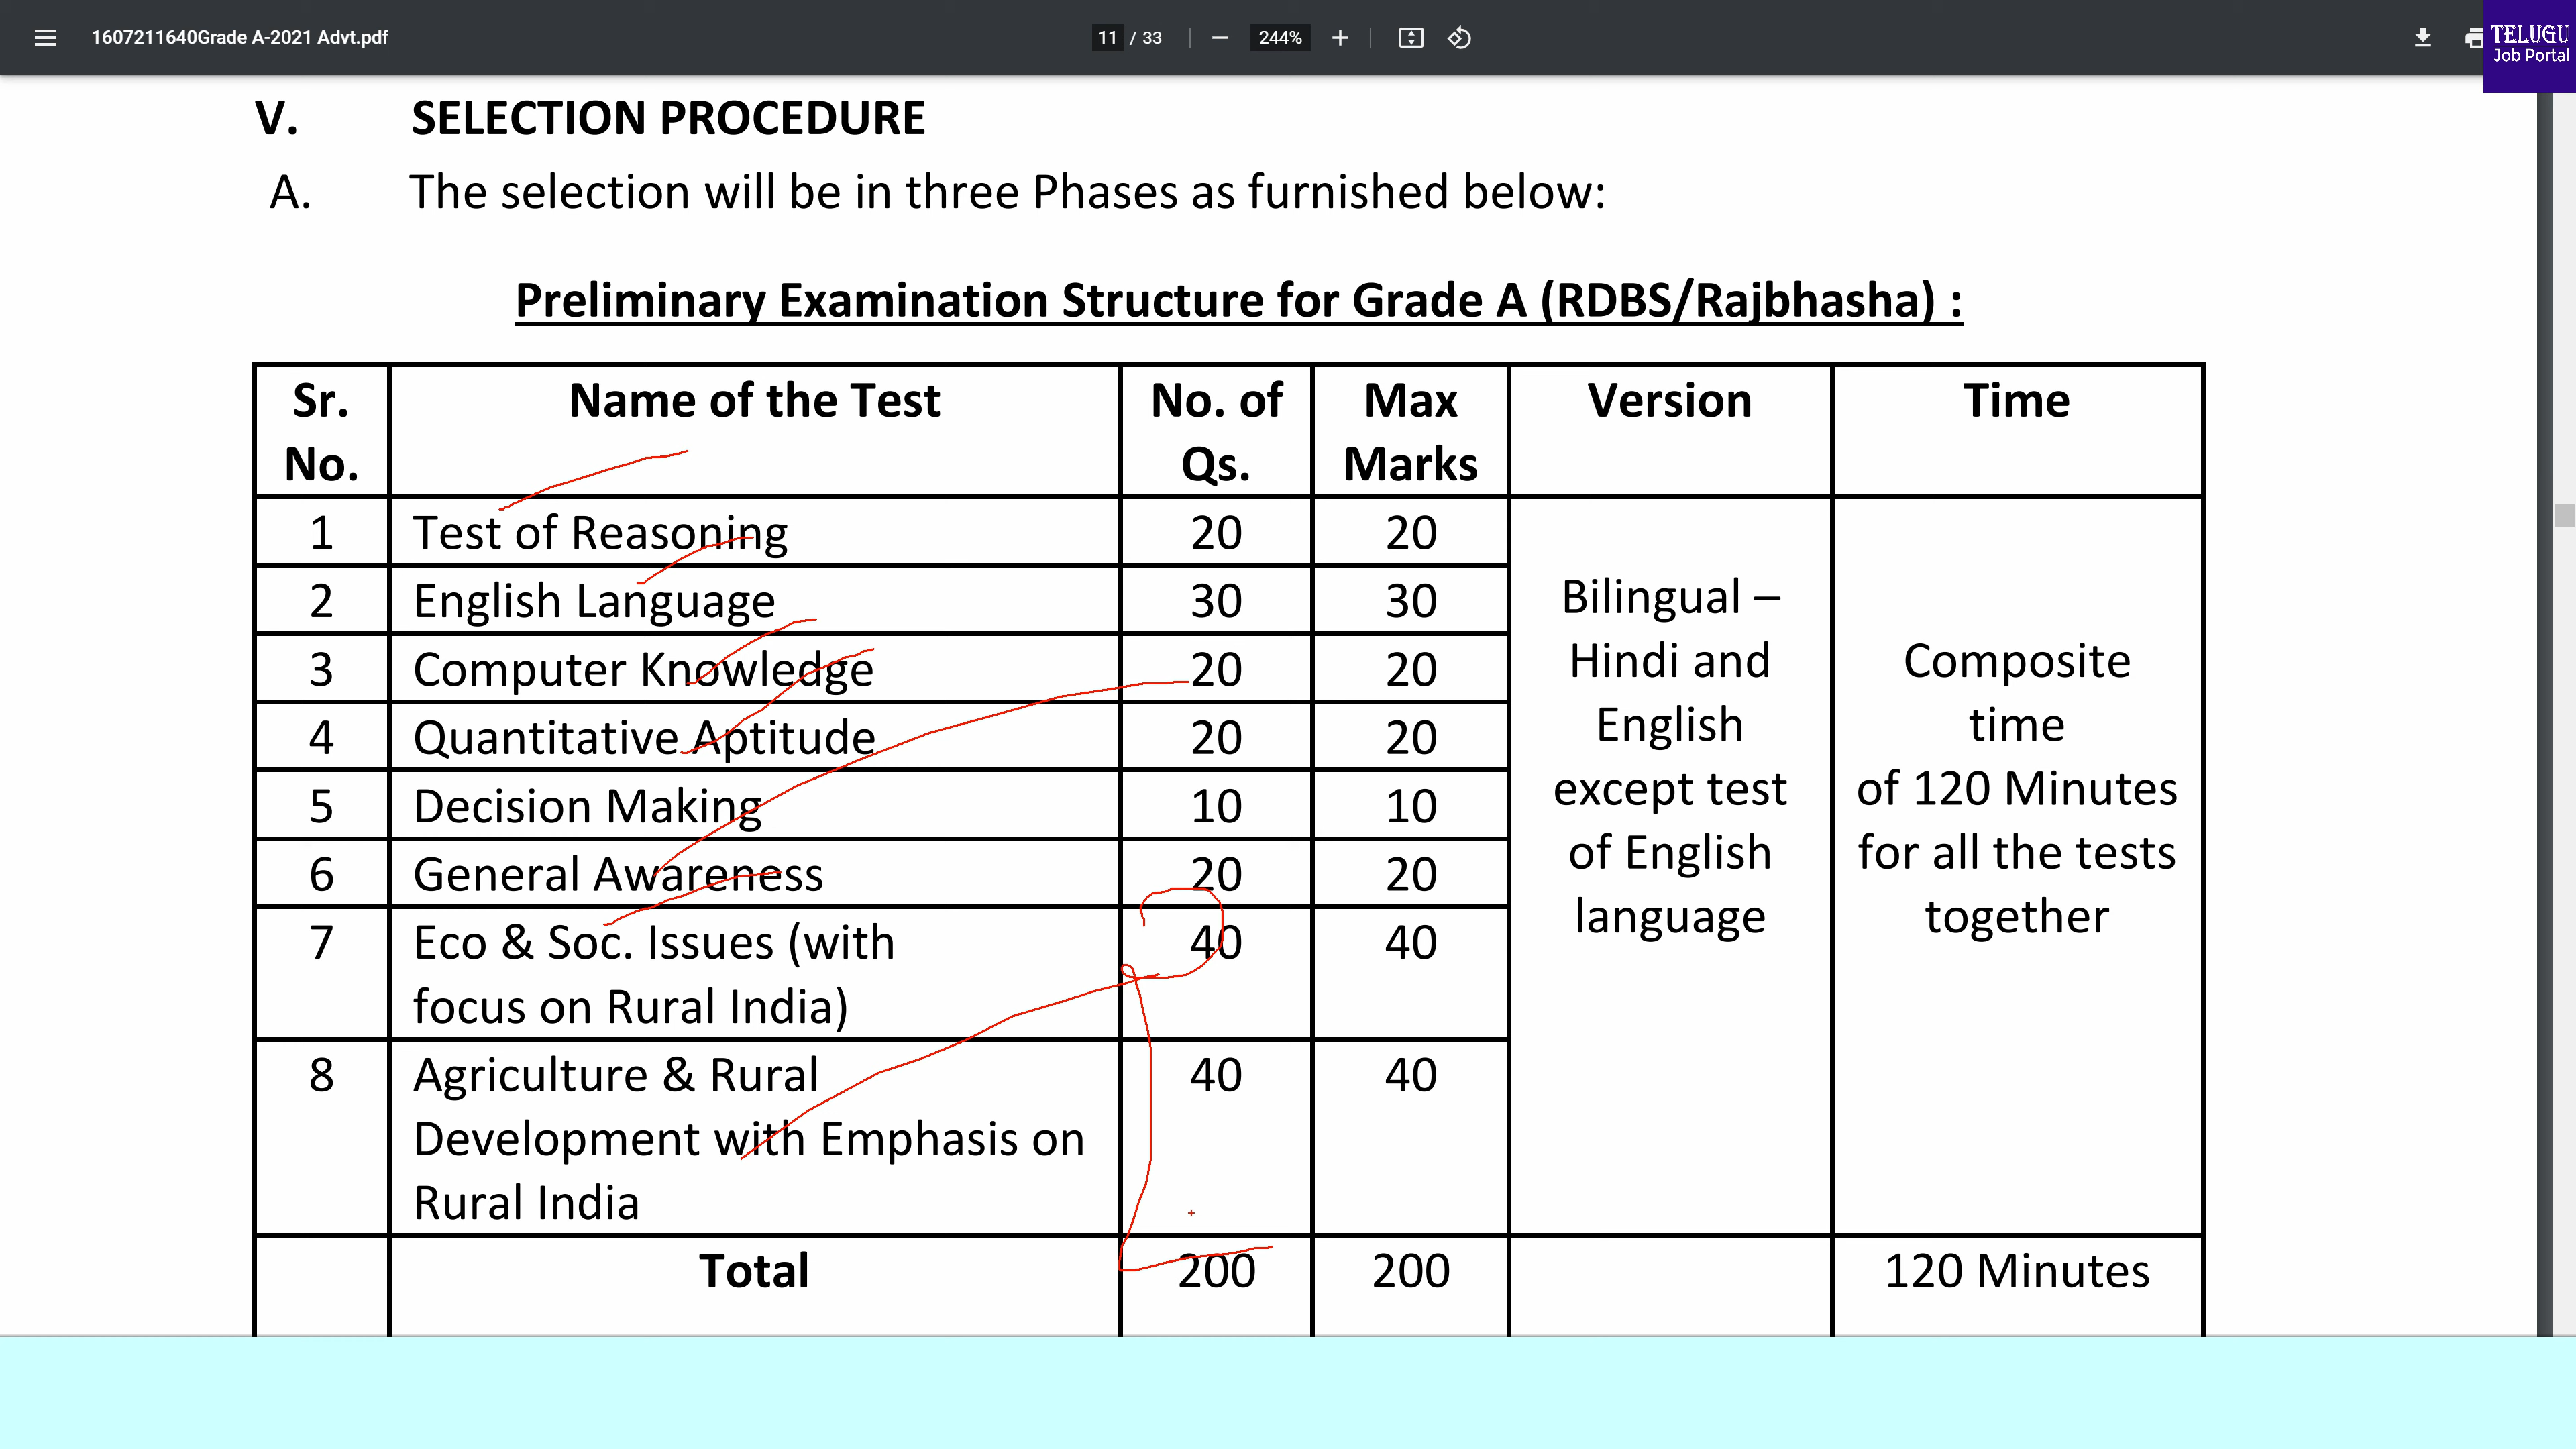 1607211640Grade A-2021 Advt.pdf
11 / 33
244%
TELUGU
Job Portal
V. SELECTION PROCEDURE
A. The selection will be in three Phases as furnished below:
Preliminary Examination Structure for Grade A (RDBS/Rajbhasha) :
Sr. No. Name of the Test No. of Qs. Max Marks Version Time
1 Test of Reasoning 20 20
2 English Language 30 30
3 Computer Knowledge 20 20
4 Quantitative Aptitude 20 20
5 Decision Making 10 10
6 General Awareness 20 20
7 Eco & Soc. Issues (with 40 40
focus on Rural India)
8 Agriculture & Rural 40 40
Development with Emphasis on
Rural India
Bilingual –
Hindi and
English
except test
of English
language
Composite
time
of 120 Minutes
for all the tests
together
Total 200 200 120 Minutes